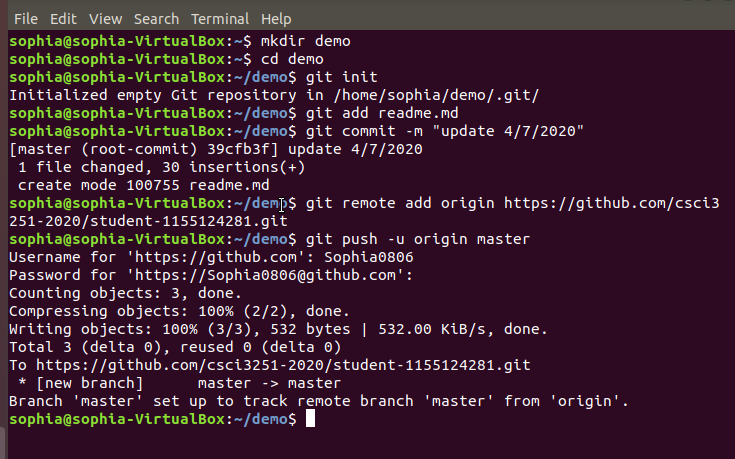 File Edit View Search Terminal Help
sophia@sophia-VirtualBox:~$ mkdir demo
sophia@sophia-VirtualBox:~$ cd demo
sophia@sophia-VirtualBox:~/demo$ git init
Initialized empty Git repository in /home/sophia/demo/.git/
sophia@sophia-VirtualBox:~/demo$ git add readme.md
sophia@sophia-VirtualBox:~/demo$ git commit -m "update 4/7/2020"
[master (root-commit) 39cfb3f] update 4/7/2020
 1 file changed, 30 insertions(+)
 create mode 100755 readme.md
sophia@sophia-VirtualBox:~/demo$ git remote add origin https://github.com/csci3
251-2020/student-1155124281.git
sophia@sophia-VirtualBox:~/demo$ git push -u origin master
Username for 'https://github.com': Sophia0806
Password for 'https://Sophia0806@github.com':
Counting objects: 3, done.
Compressing objects: 100% (2/2), done.
Writing objects: 100% (3/3), 532 bytes | 532.00 KiB/s, done.
Total 3 (delta 0), reused 0 (delta 0)
To https://github.com/csci3251-2020/student-1155124281.git
 * [new branch]      master -> master
Branch 'master' set up to track remote branch 'master' from 'origin'.
sophia@sophia-VirtualBox:~/demo$